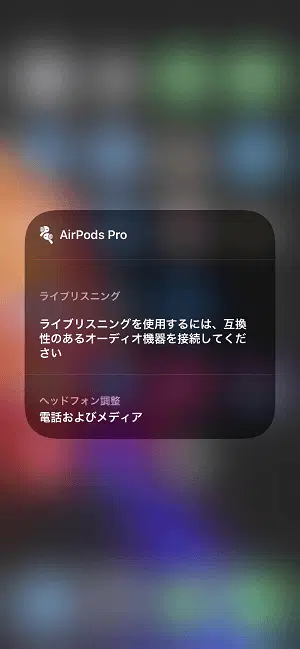 AirPods Pro
ライブリスニング
ライブリスニングを使用するには、互換
性のあるオーディオ機器を接続してくだ
さい
ヘッドフォン調整
電話およびメディア